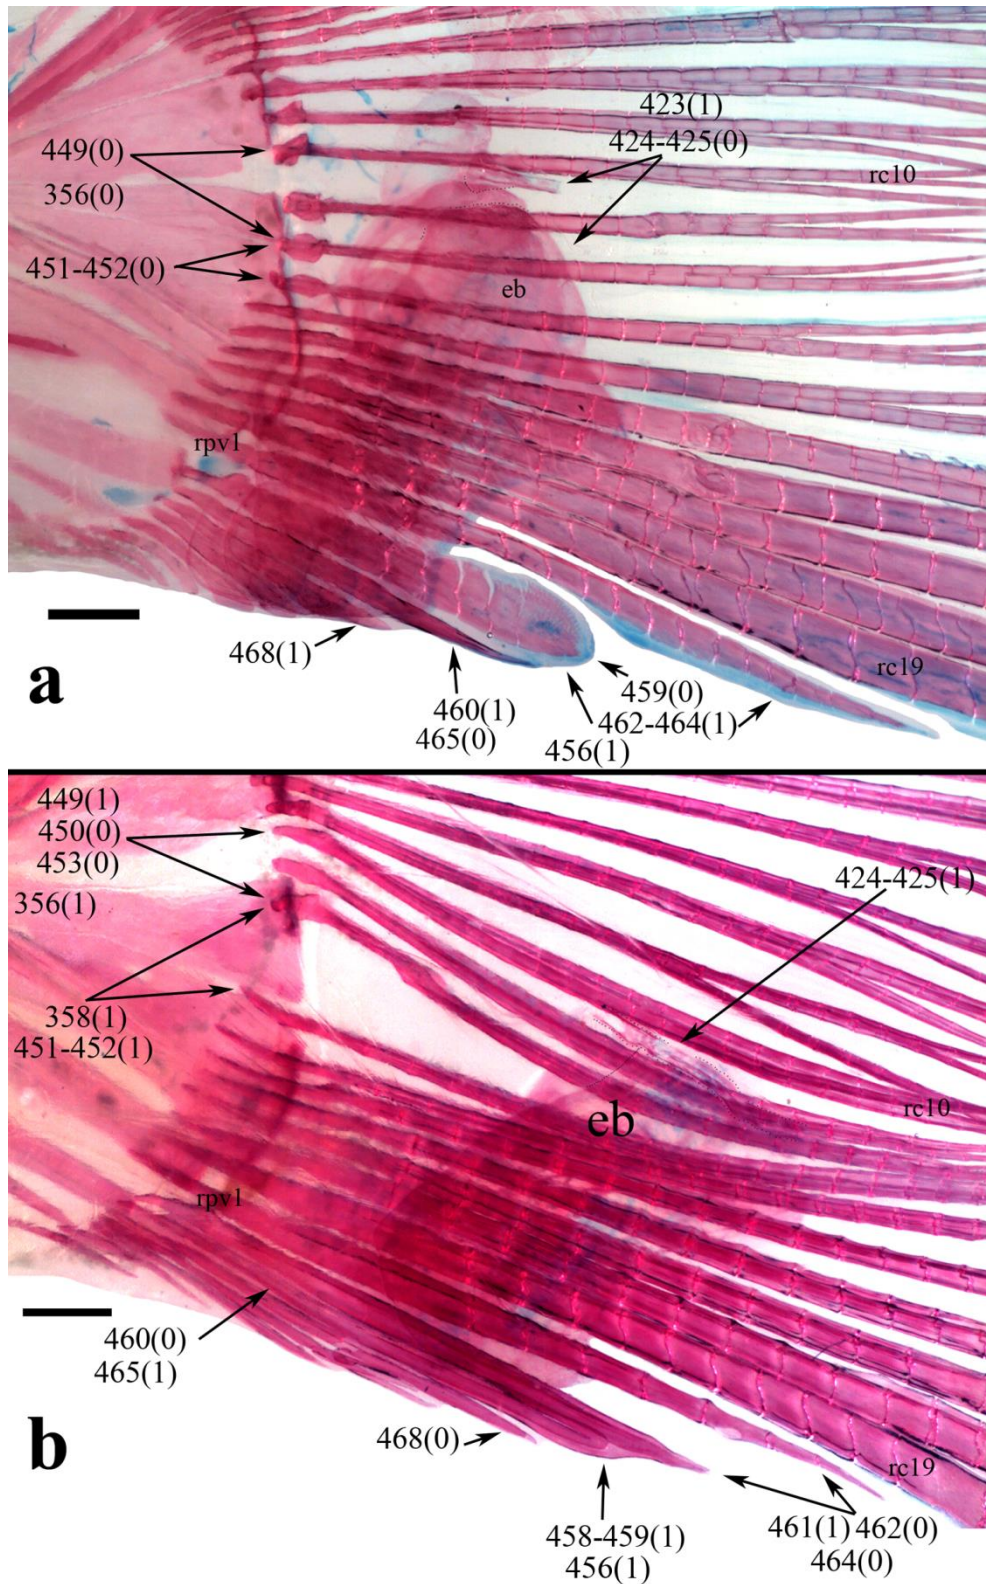 423(1)
424-425(0)
449(0)
rc10
356(0)
451-452(0)
eb
rpv1
468(1)
rc19
a
459(0)
460(1)
462-464(1)
465(0)
456(1)
449(1)
450(0)
453(0)
424-425(1)
356(1)
358(1)
451-452(1)
rc10
eb
rpv1
460(0)
465(1)
468(0)
b
rc19
458-459(1)
461(1) 462(0)
456(1)
464(0)